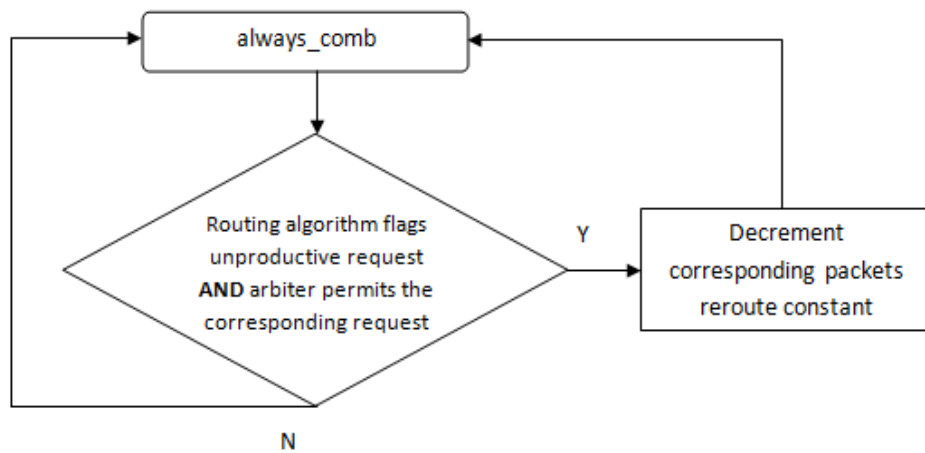 always_comb
Routing algorithm flags
unproductive request
AND arbiter permits the
corresponding request
Y
Decrement
corresponding packets
reroute constant
N